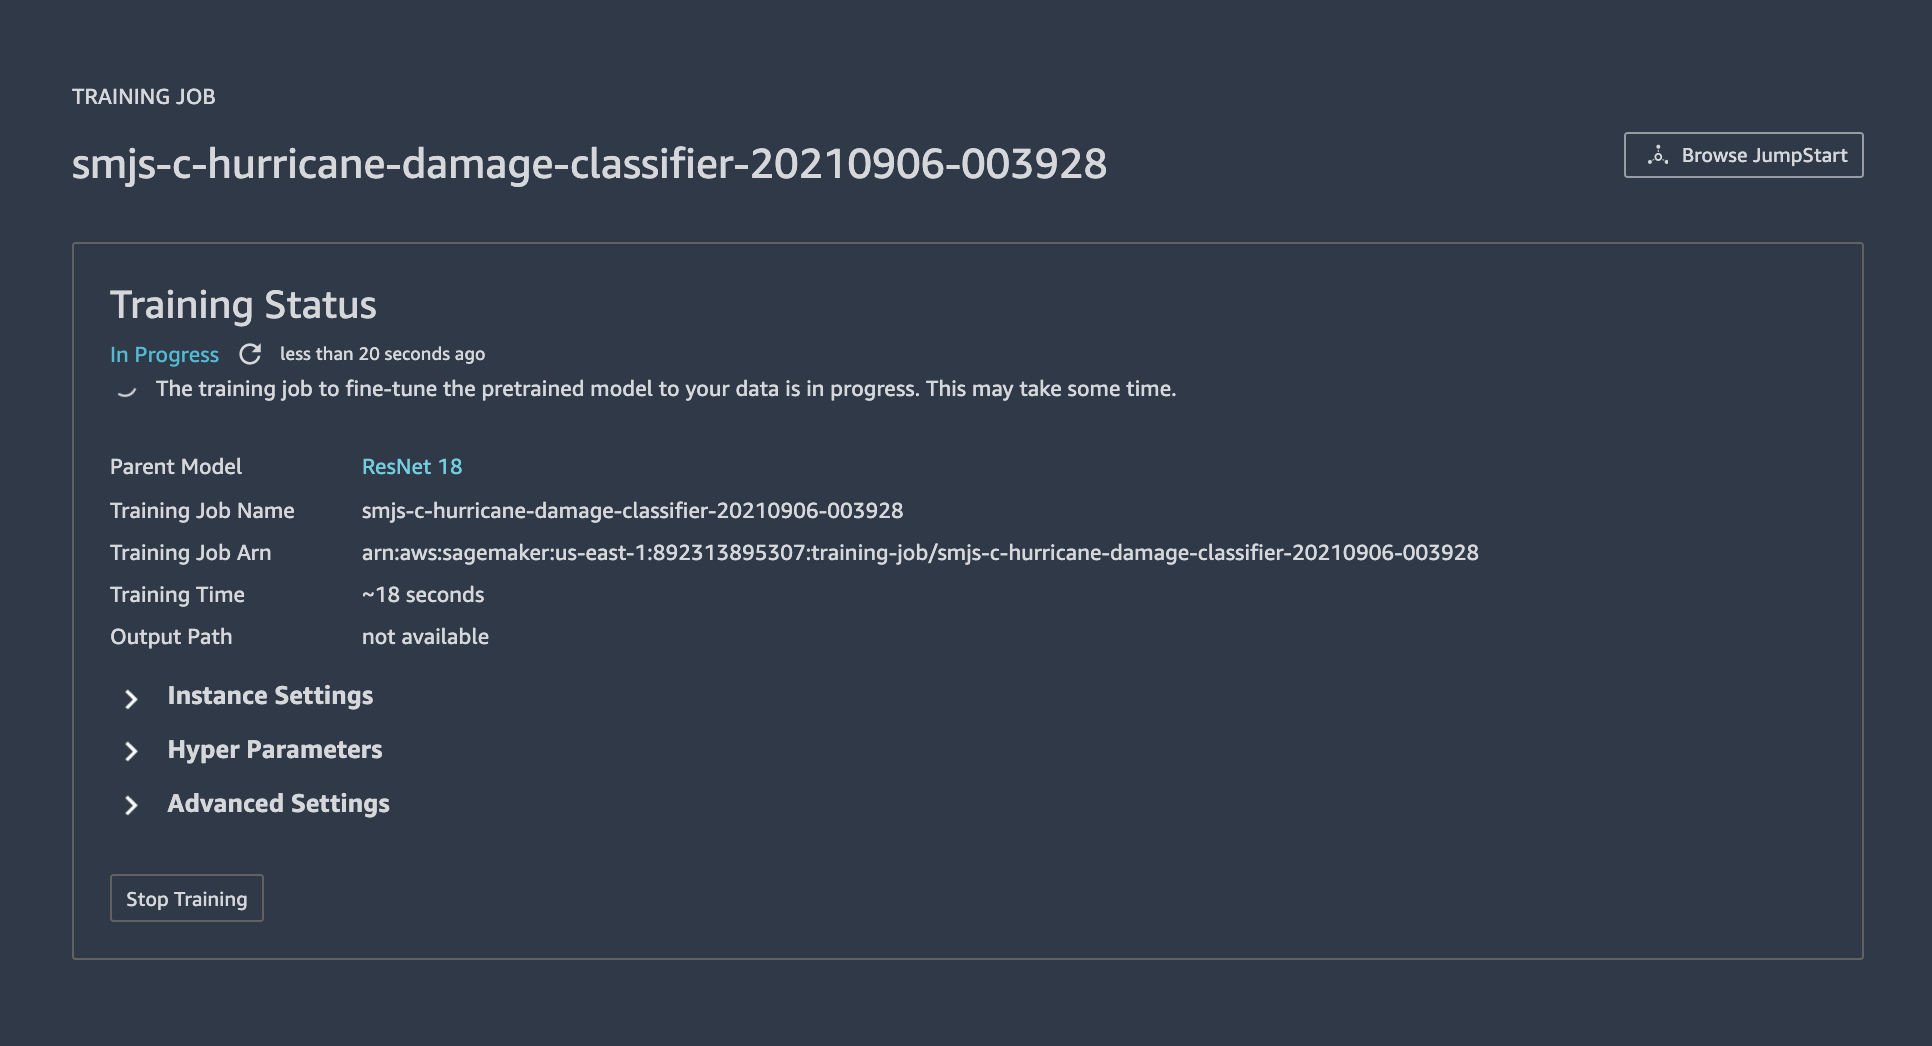 TRAINING JOB
smjs-c-hurricane-damage-classifier-20210906-003928
Browse JumpStart
Training Status
In Progress less than 20 seconds ago
The training job to fine-tune the pretrained model to your data is in progress. This may take some time.
Parent Model ResNet 18
Training Job Name smjs-c-hurricane-damage-classifier-20210906-003928
Training Job Arn arn:aws:sagemaker:us-east-1:892313895307:training-job/smjs-c-hurricane-damage-classifier-20210906-003928
Training Time ~18 seconds
Output Path not available
Instance Settings
Hyper Parameters
Advanced Settings
Stop Training